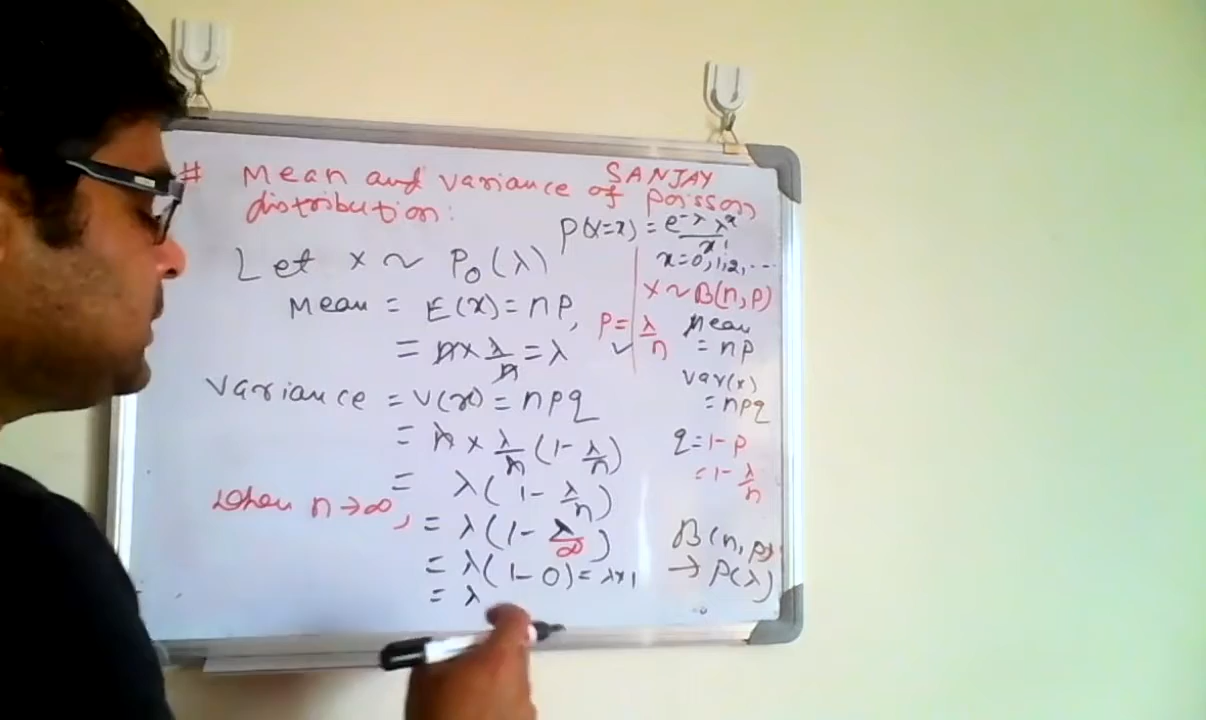 # Mean and variance of Poisson SANJAY
distribution:
P(X=x) = e^-λ λ^x / x!
x=0,1,2,...
Let X ~ Po(λ)
Mean = E(x) = np, P = λ/n
= n × λ/n = λ
Variance = V(x) = npq
= n × λ/n (1- λ/n)
= λ( 1- λ/n)
when n→∞, = λ(1- λ/∞)
= λ(1-0) = λ×1
= λ
X ~ B(n,p)
Mean
= np
Var(x)
= npq
q = 1-p
= 1- λ/n
B(n,p)
→ P(λ)